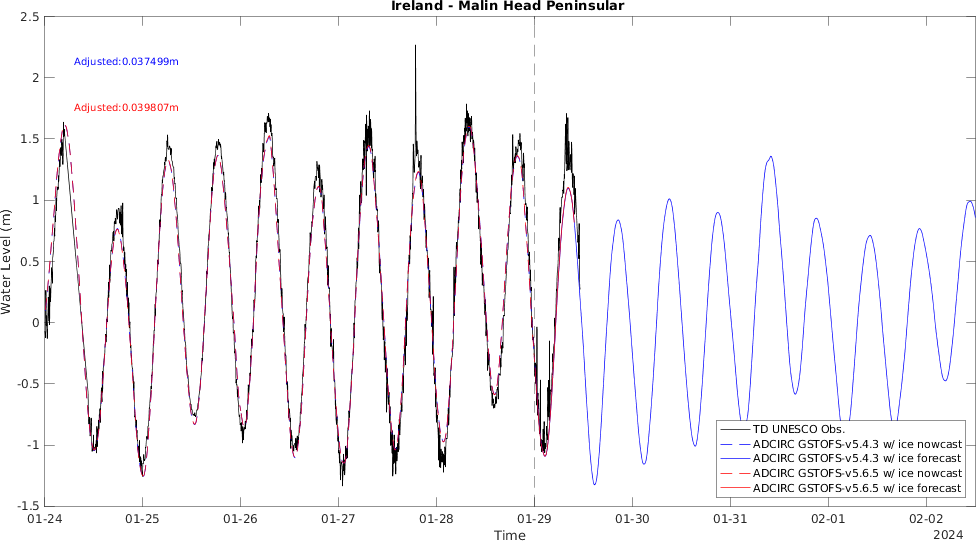 Ireland - Malin Head Peninsular
2.5
2
1.5
1
0.5
0
-0.5
-1
-1.5
Water Level (m)
Adjusted:0.037499m
Adjusted:0.039807m
TD UNESCO Obs.
ADCIRC GSTOFS-v5.4.3 w/ ice nowcast
ADCIRC GSTOFS-v5.4.3 w/ ice forecast
ADCIRC GSTOFS-v5.6.5 w/ ice nowcast
ADCIRC GSTOFS-v5.6.5 w/ ice forecast
01-24 01-25 01-26 01-27 01-28 01-29 01-30 01-31 02-01 02-02
Time
2024